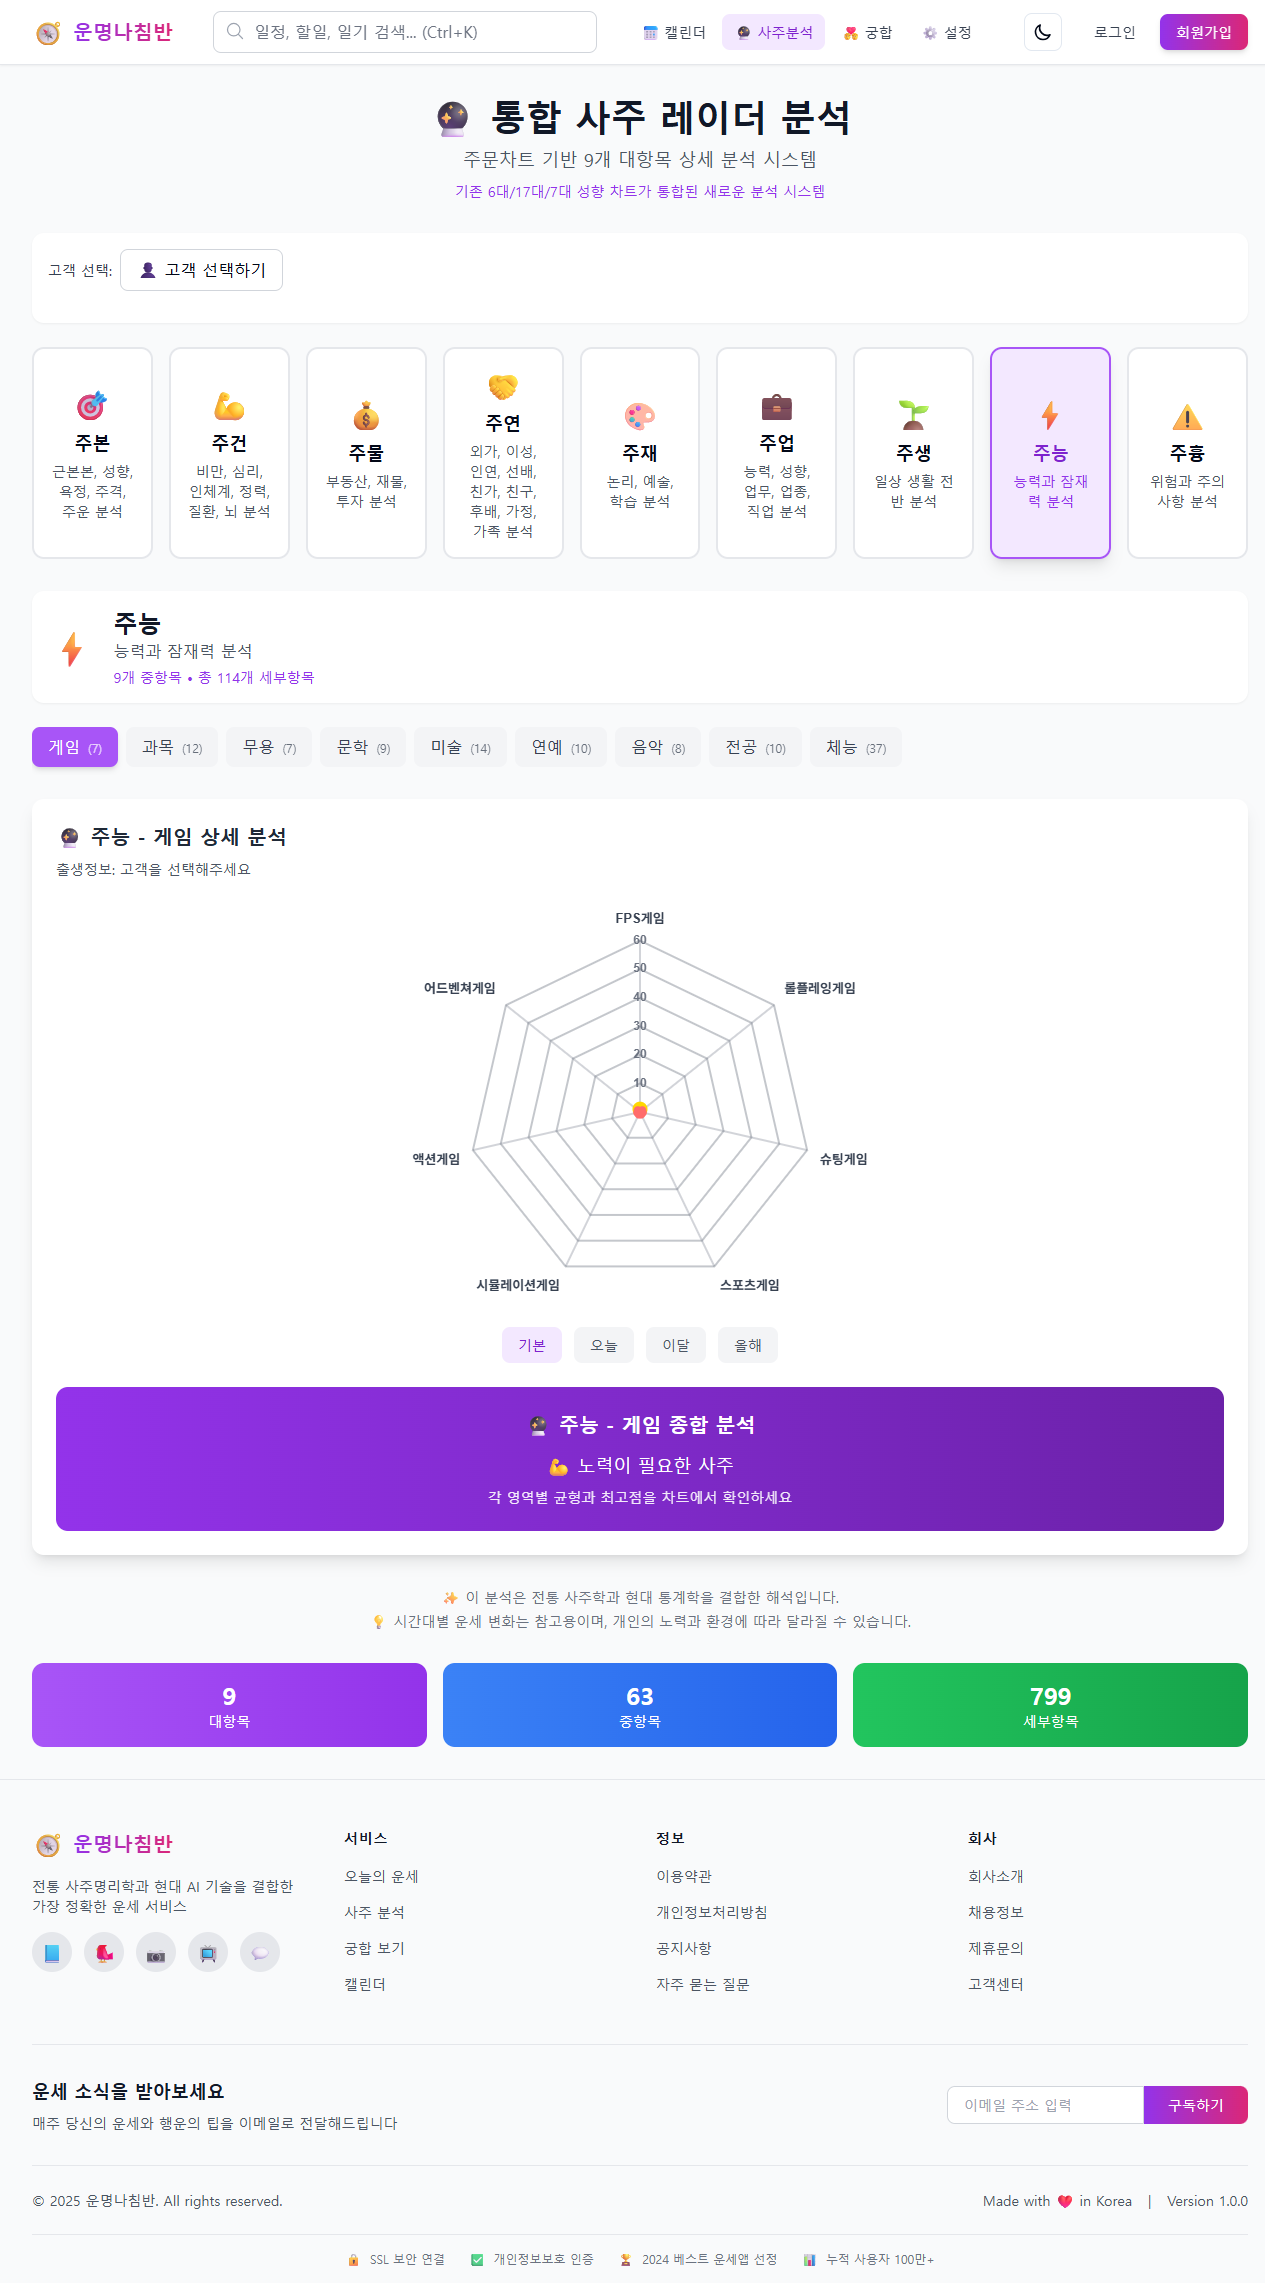 운명나침반
일정, 할일, 일기 검색... (Ctrl+K)
캘린더
사주분석
궁합
설정
로그인
회원가입
통합 사주 레이더 분석
주문차트 기반 9개 대항목 상세 분석 시스템
기존 6대/17대/7대 성향 차트가 통합된 새로운 분석 시스템
고객 선택:
고객 선택하기
주본
근본본, 성향,
욕정, 주격,
주운 분석
주건
비만, 심리,
인체계, 정력,
질환, 뇌 분석
주물
부동산, 재물,
투자 분석
주연
외가, 이성,
인연, 선배,
친가, 친구,
후배, 가정,
가족 분석
주재
논리, 예술,
학습 분석
주업
능력, 성향,
업무, 업종,
직업 분석
주생
일상 생활 전
반 분석
주능
능력과 잠재
력 분석
주흉
위험과 주의
사항 분석
주능
능력과 잠재력 분석
9개 중항목 • 총 114개 세부항목
게임 (7)
과목 (12)
무용 (7)
문학 (9)
미술 (14)
연예 (10)
음악 (8)
전공 (10)
체능 (37)
주능 - 게임 상세 분석
출생정보: 고객을 선택해주세요
FPS게임
60
50
어드벤쳐게임
롤플레잉게임
40
30
20
10
액션게임
슈팅게임
시뮬레이션게임
스포츠게임
기본
오늘
이달
올해
주능 - 게임 종합 분석
노력이 필요한 사주
각 영역별 균형과 최고점을 차트에서 확인하세요
이 분석은 전통 사주학과 현대 통계학을 결합한 해석입니다.
시간대별 운세 변화는 참고용이며, 개인의 노력과 환경에 따라 달라질 수 있습니다.
9
대항목
63
중항목
799
세부항목
운명나침반
전통 사주명리학과 현대 AI 기술을 결합한
가장 정확한 운세 서비스
서비스
오늘의 운세
사주 분석
궁합 보기
캘린더
정보
이용약관
개인정보처리방침
공지사항
자주 묻는 질문
회사
회사소개
채용정보
제휴문의
고객센터
운세 소식을 받아보세요
매주 당신의 운세와 행운의 팁을 이메일로 전달해드립니다
이메일 주소 입력
구독하기
© 2025 운명나침반. All rights reserved.
Made with ❤️ in Korea | Version 1.0.0
SSL 보안 연결
개인정보보호 인증
2024 베스트 운세앱 선정
누적 사용자 100만+